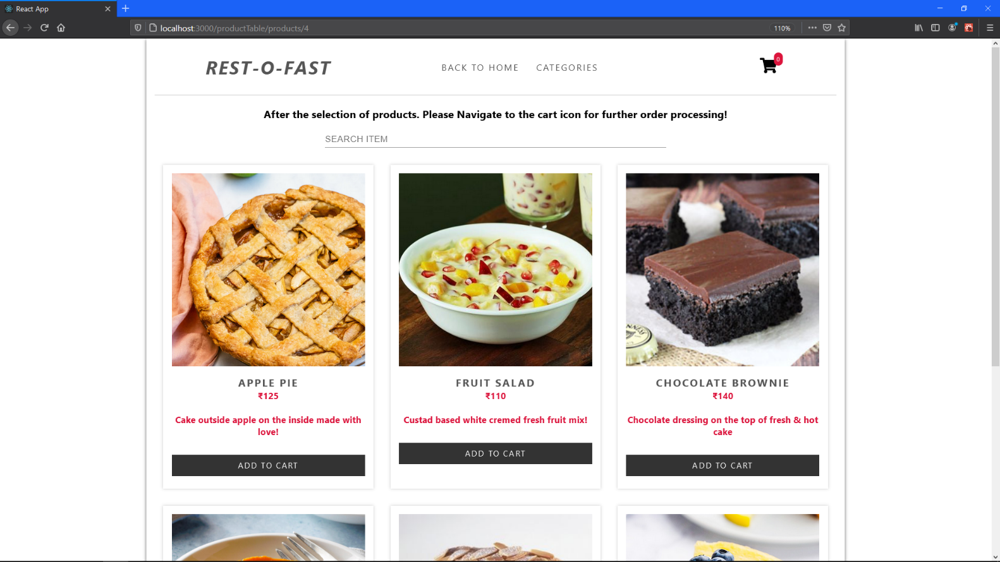 React App
localhost:3000/productTable/products/4
110%
REST-O-FAST
BACK TO HOME
CATEGORIES
0
After the selection of products. Please Navigate to the cart icon for further order processing!
SEARCH ITEM
APPLE PIE
₹125
Cake outside apple on the inside made with
love!
ADD TO CART
FRUIT SALAD
₹110
Custad based white cremed fresh fruit mix!
ADD TO CART
CHOCOLATE BROWNIE
₹140
Chocolate dressing on the top of fresh & hot
cake
ADD TO CART